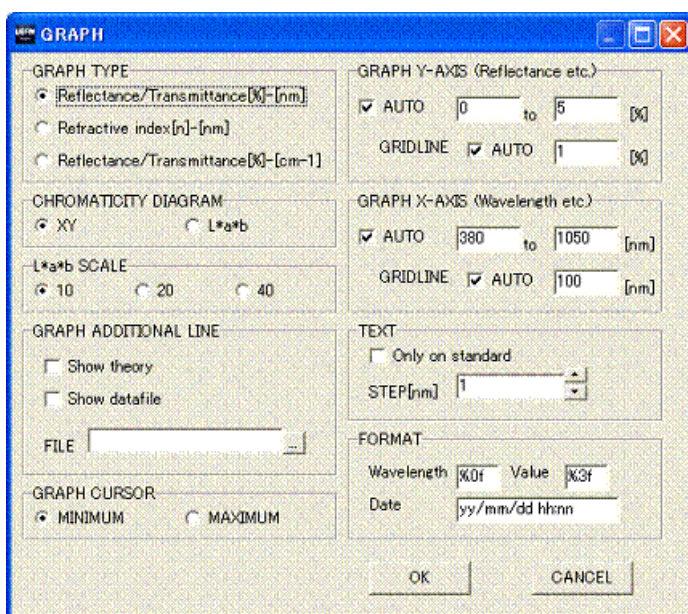 GRAPH
GRAPH TYPE
Reflectance/Transmittance[%]-[nm]
Refractive index[n]-[nm]
Reflectance/Transmittance[%]-[cm-1]
CHROMATICITY DIAGRAM
XY
L*a*b
L*a*b SCALE
10
20
40
GRAPH ADDITIONAL LINE
Show theory
Show datafile
FILE
...
GRAPH CURSOR
MINIMUM
MAXIMUM
GRAPH Y-AXIS (Reflectance etc.)
AUTO 0 to 5 [%]
GRIDLINE AUTO 1 [%]
GRAPH X-AXIS (Wavelength etc.)
AUTO 380 to 1050 [nm]
GRIDLINE AUTO 100 [nm]
TEXT
Only on standard
STEP[nm] 1
FORMAT
Wavelength %0f Value %3f
Date yy/mm/dd hh:nn
OK CANCEL